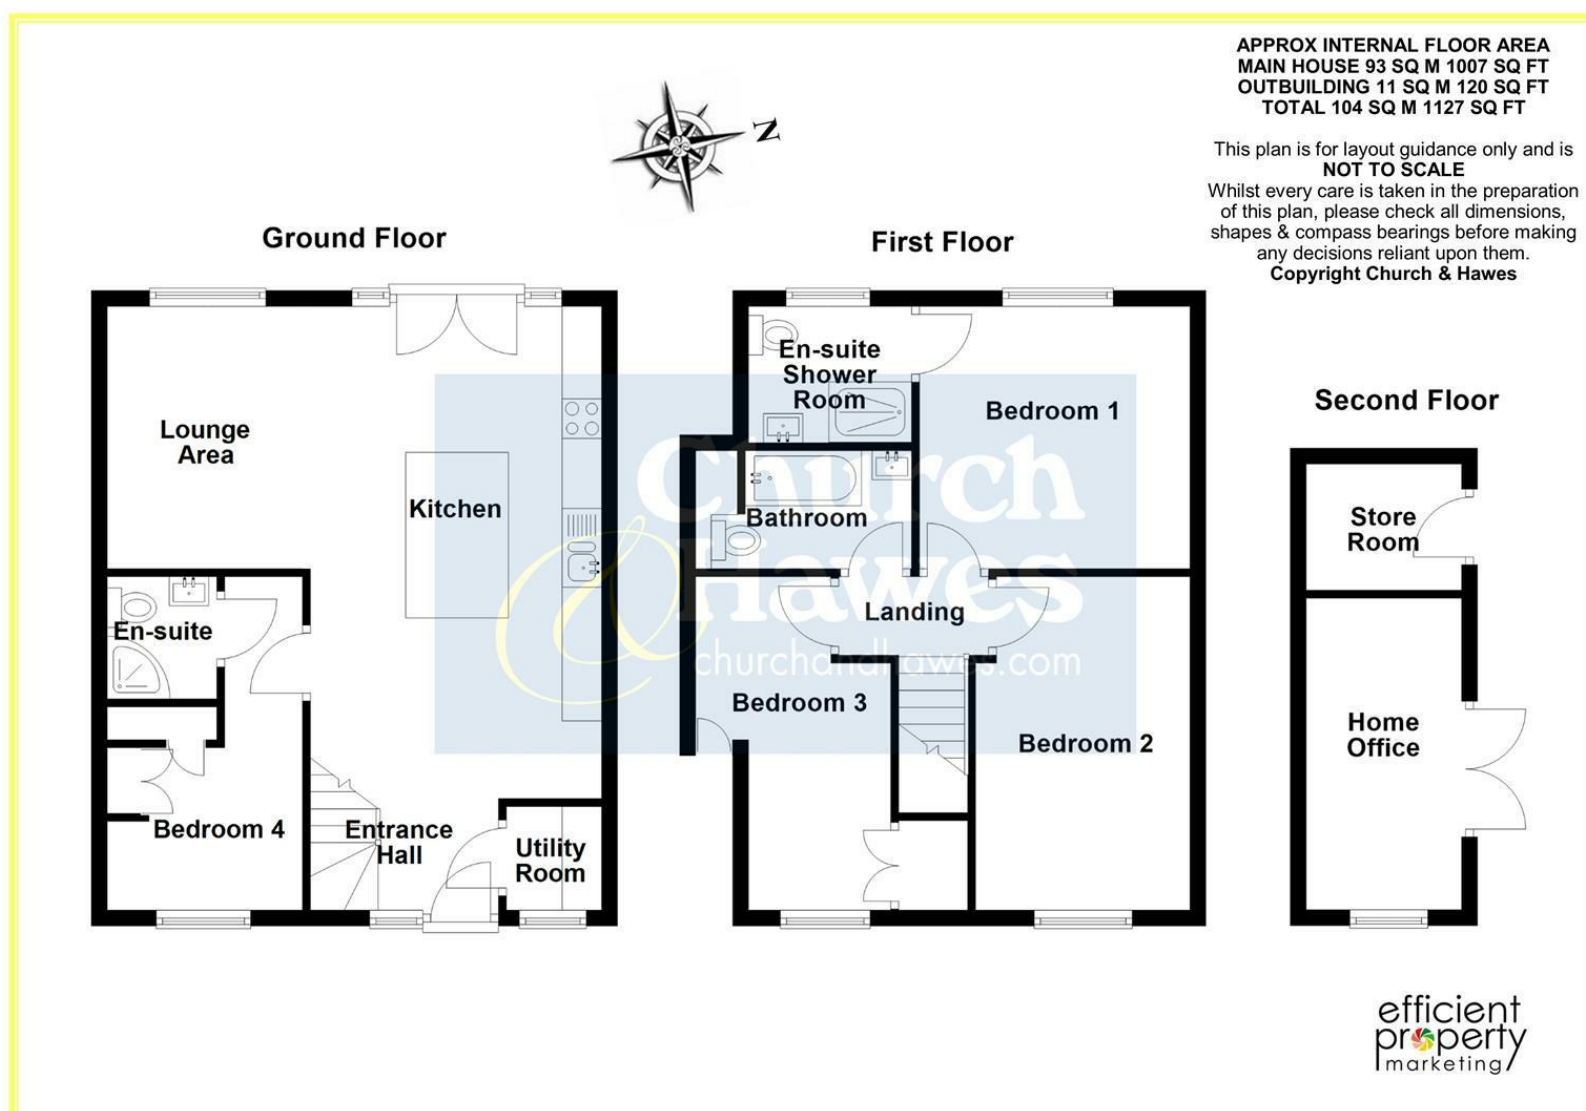 APPROX INTERNAL FLOOR AREA
MAIN HOUSE 93 SQ M 1007 SQ FT
OUTBUILDING 11 SQ M 120 SQ FT
TOTAL 104 SQ M 1127 SQ FT
This plan is for layout guidance only and is
NOT TO SCALE
Whilst every care is taken in the preparation
of this plan, please check all dimensions,
shapes & compass bearings before making
any decisions reliant upon them.
Copyright Church & Hawes
N
Ground Floor
Lounge
Area
Kitchen
En-suite
Bedroom 4
Entrance
Hall
Utility
Room
First Floor
En-suite
Shower
Room
Bedroom 1
Bathroom
Landing
Bedroom 3
Bedroom 2
Second Floor
Store
Room
Home
Office
Church
& Hawes
churchandhawes.com
efficient
property
marketing